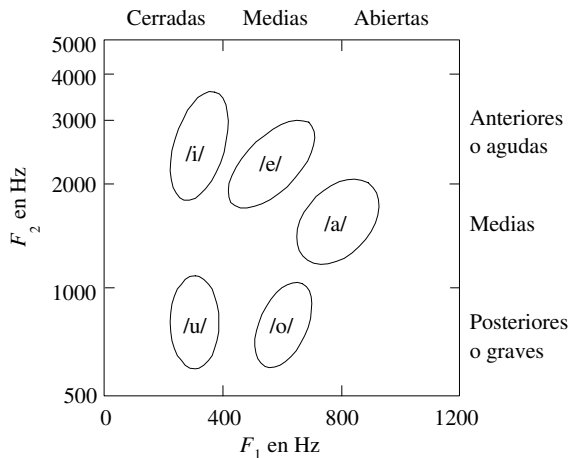 Cerradas Medias Abiertas
5000
4000
3000
2000
1000
500
F2 en Hz
/i/
/e/
/a/
/u/
/o/
Anteriores
o agudas
Medias
Posteriores
o graves
0 400 800 1200
F1 en Hz